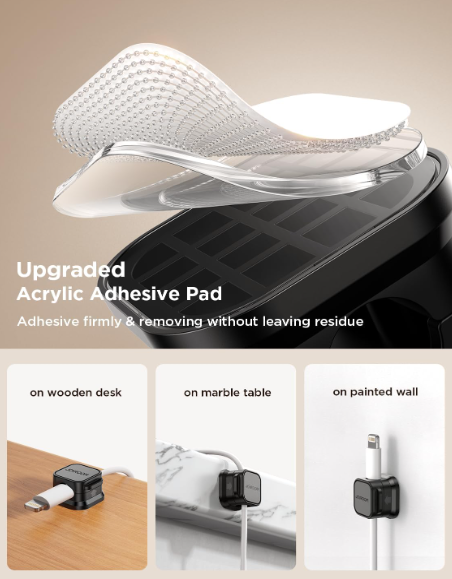 Upgraded
Acrylic Adhesive Pad
Adhesive firmly & removing without leaving residue
on wooden desk
on marble table
on painted wall
JOYROOM